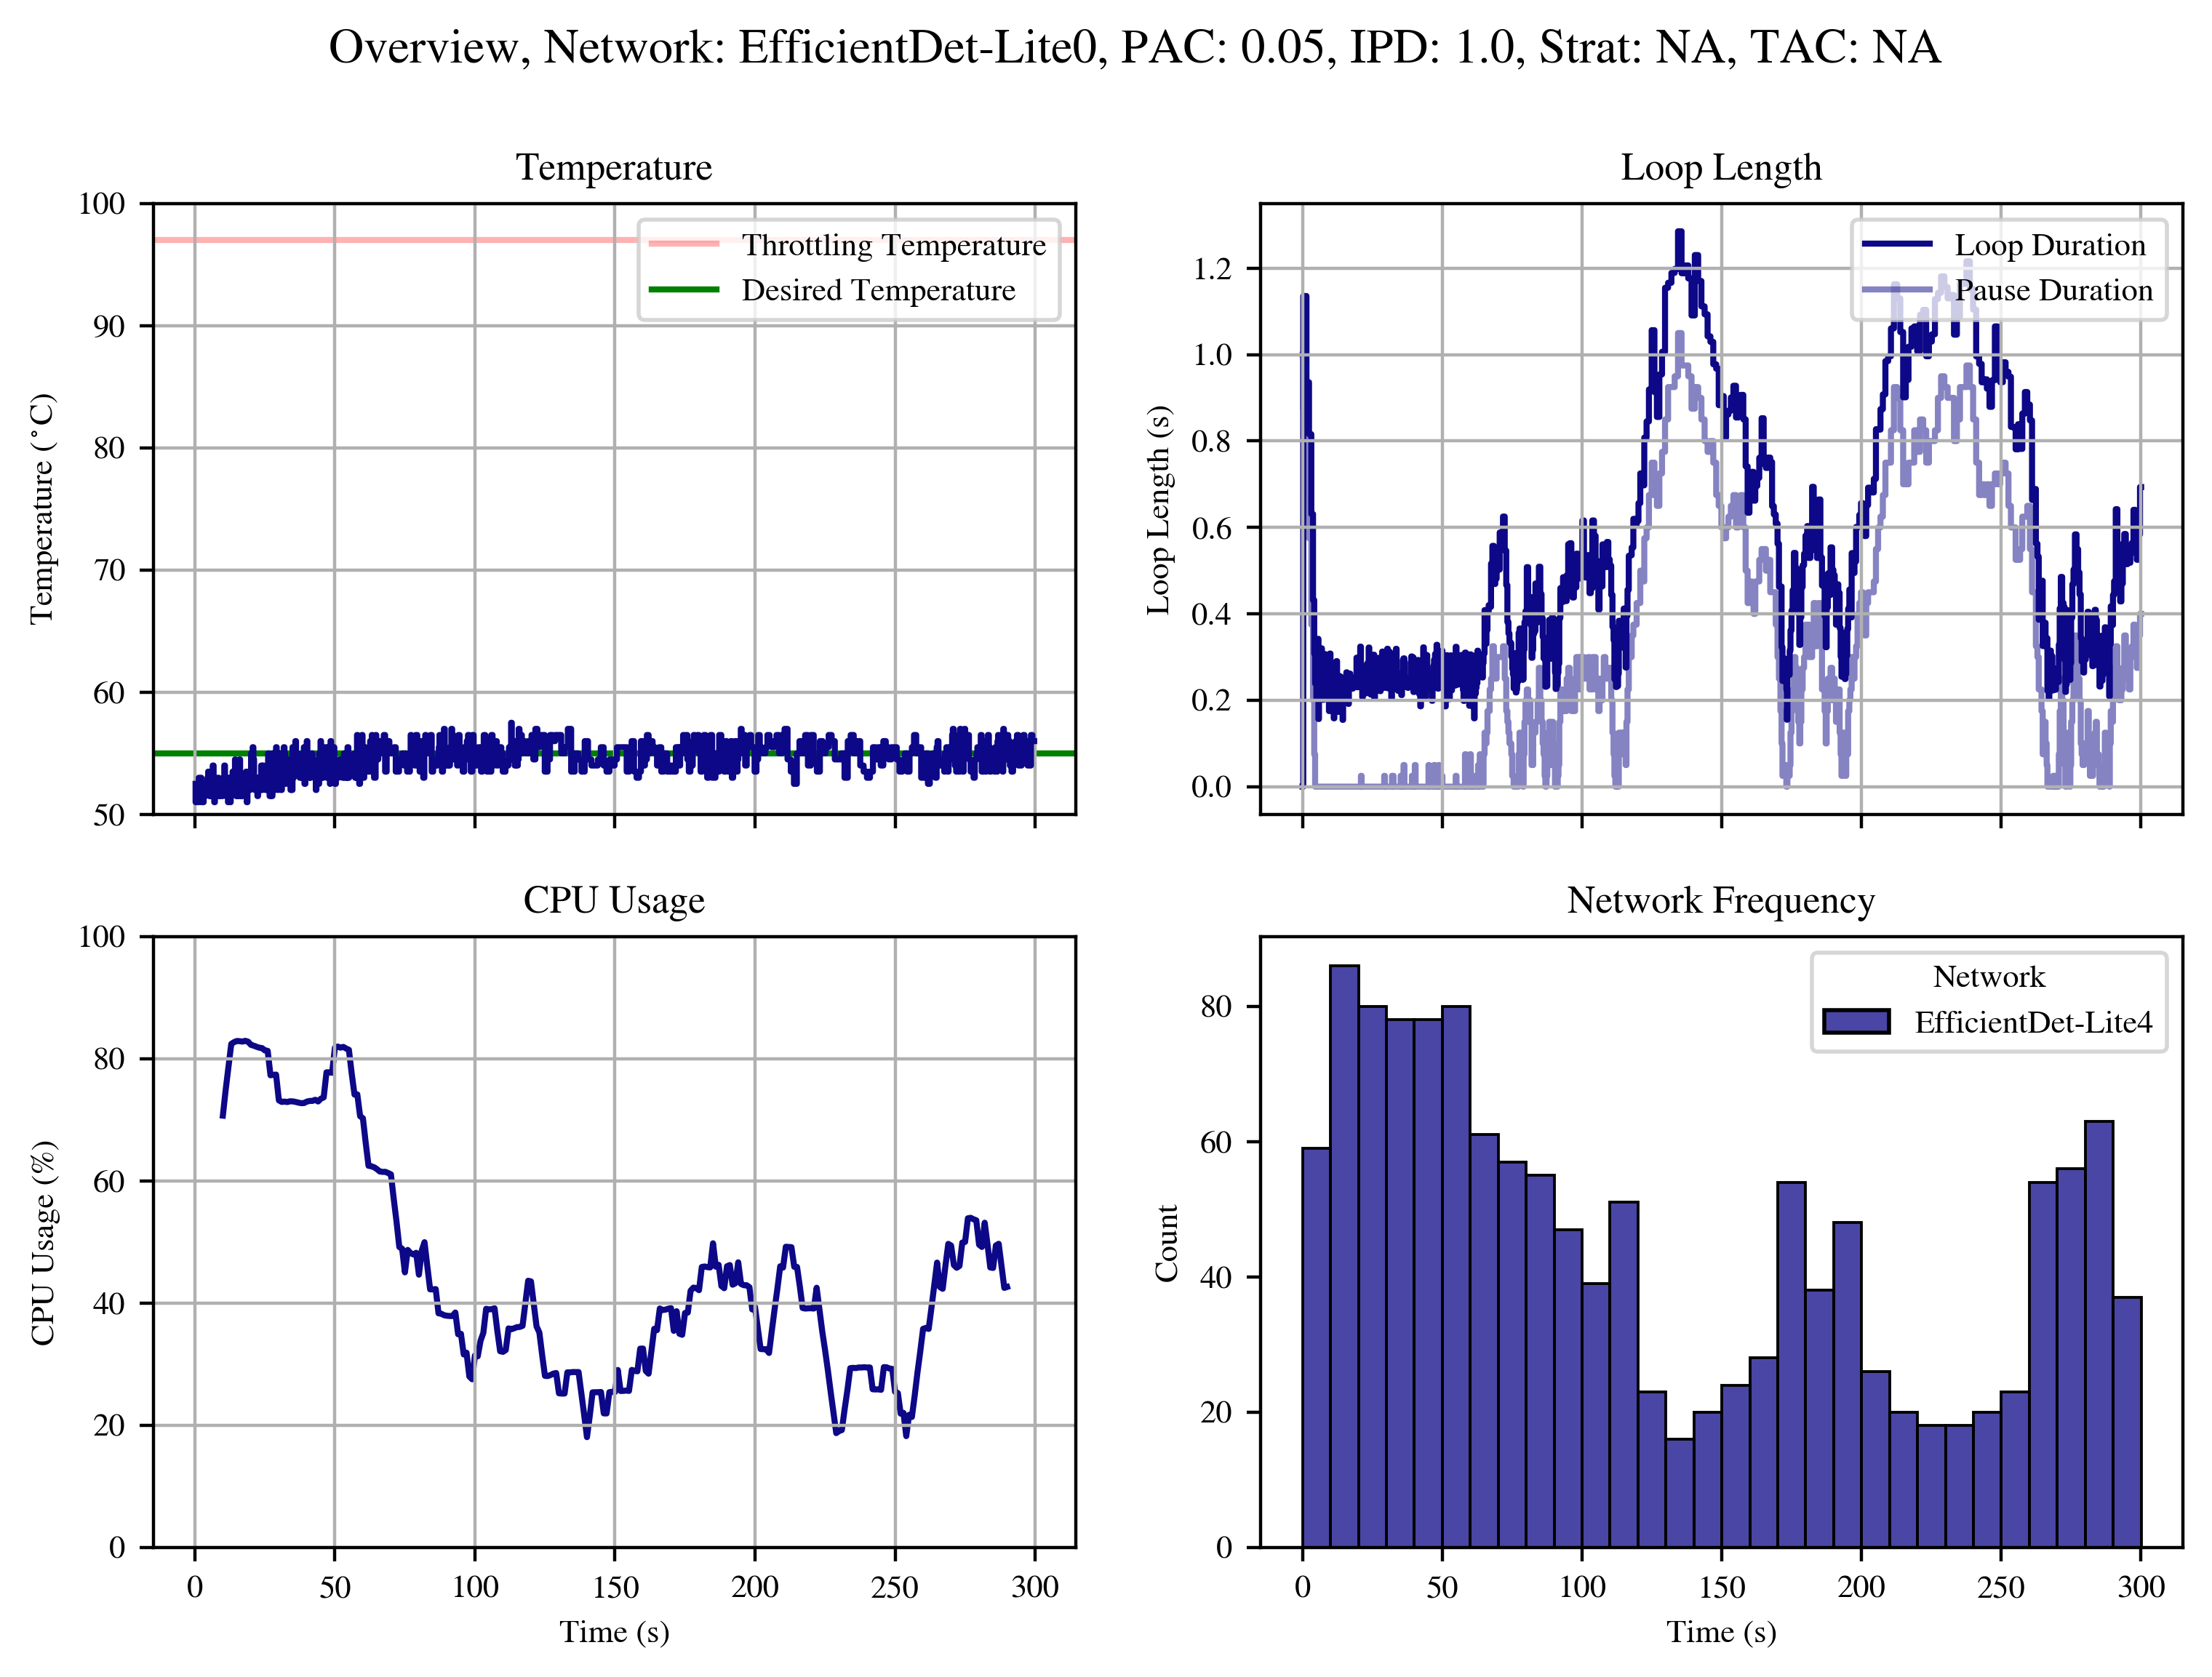 Overview, Network: EfficientDet-Lite0, PAC: 0.05, IPD: 1.0, Strat: NA, TAC: NA
Temperature
100
90
80
70
60
50
Temperature (°C)
Throttling Temperature
Desired Temperature
Loop Length
1.2
1.0
0.8
0.6
0.4
0.2
0.0
Loop Length (s)
Loop Duration
Pause Duration
CPU Usage
100
80
60
40
20
0
CPU Usage (%)
0 50 100 150 200 250 300
Time (s)
Network Frequency
80
60
40
20
0
Count
Network
EfficientDet-Lite4
0 50 100 150 200 250 300
Time (s)